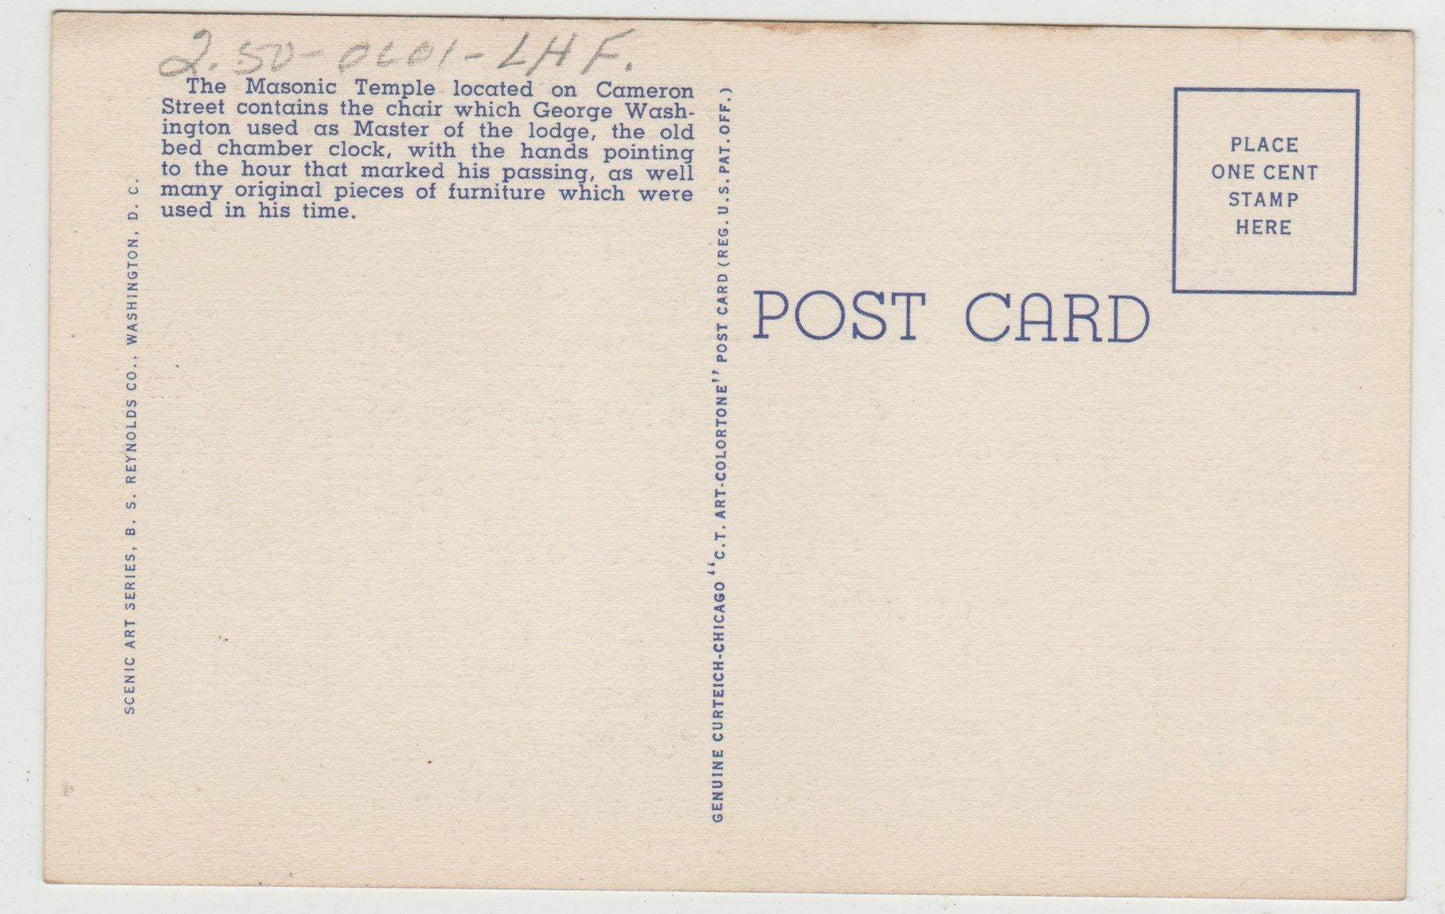 2.50-0601-LHF.
The Masonic Temple located on Cameron
Street contains the chair which George Wash-
ington used as Master of the lodge, the old
bed chamber clock, with the hands pointing
to the hour that marked his passing, as well
many original pieces of furniture which were
used in his time.
SCENIC ART SERIES, B. S. REYNOLDS CO., WASHINGTON, D. C.
GENUINE CURTEICH-CHICAGO "C.T. ART-COLORTONE" POST CARD (REG. U.S. PAT. OFF.)
POST CARD
PLACE
ONE CENT
STAMP
HERE